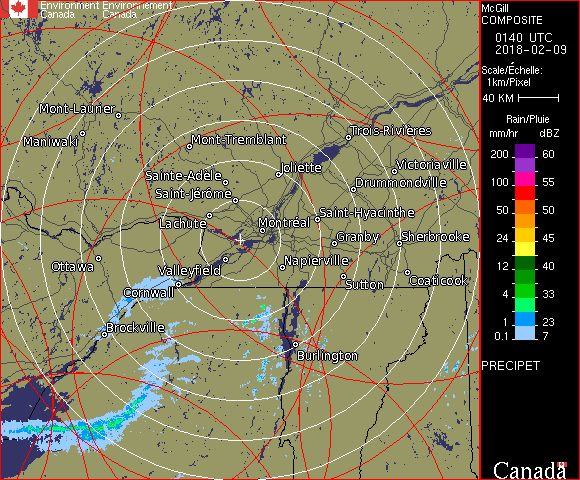 Environment Environnement
Canada Canada
McGill
COMPOSITE
0140 UTC
2018-02-09
Scale/Échelle:
1km/Pixel
40 KM
Rain/Pluie
mm/hr dBZ
200 60
100 55
50 50
24 45
12 40
4 33
1 23
0.1 7
PRECIPET
Canada
Mont-Laurier
Maniwaki
Mont-Tremblant
Trois-Rivières
Joliette
Victoriaville
Sainte-Adèle
Drummondville
Saint-Jérôme
Lachute
Montréal
Saint-Hyacinthe
Granby
Sherbrooke
Ottawa
Valleyfield
Napierville
Cornwall
Sutton
Coaticook
Brockville
Burlington